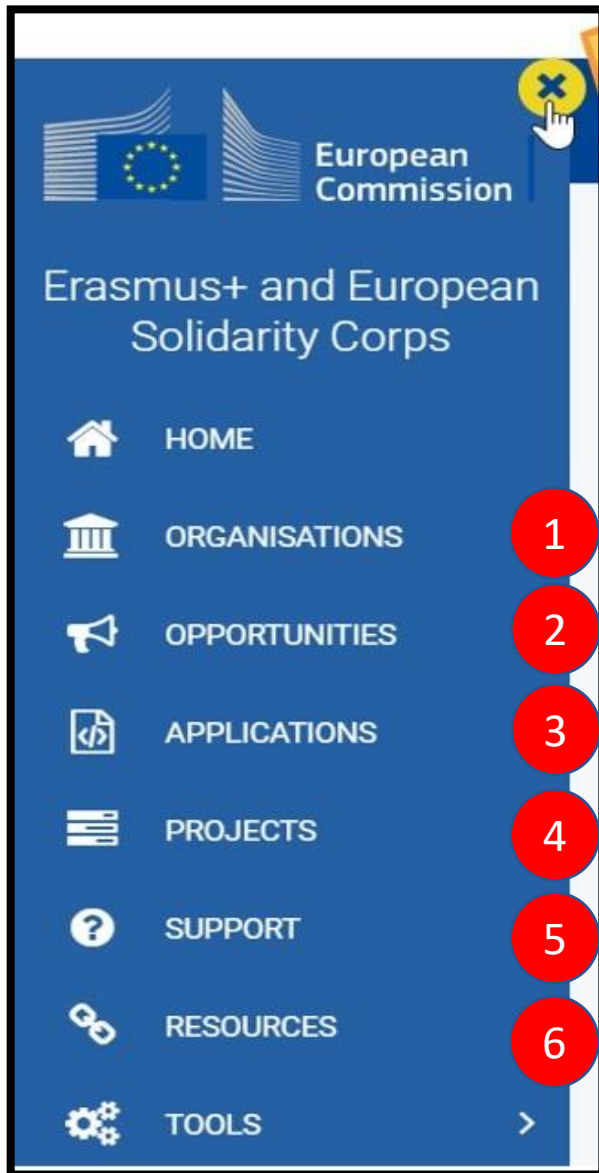 European
Commission
Erasmus+ and European
Solidarity Corps
HOME
ORGANISATIONS 1
OPPORTUNITIES 2
APPLICATIONS 3
PROJECTS 4
SUPPORT 5
RESOURCES 6
TOOLS